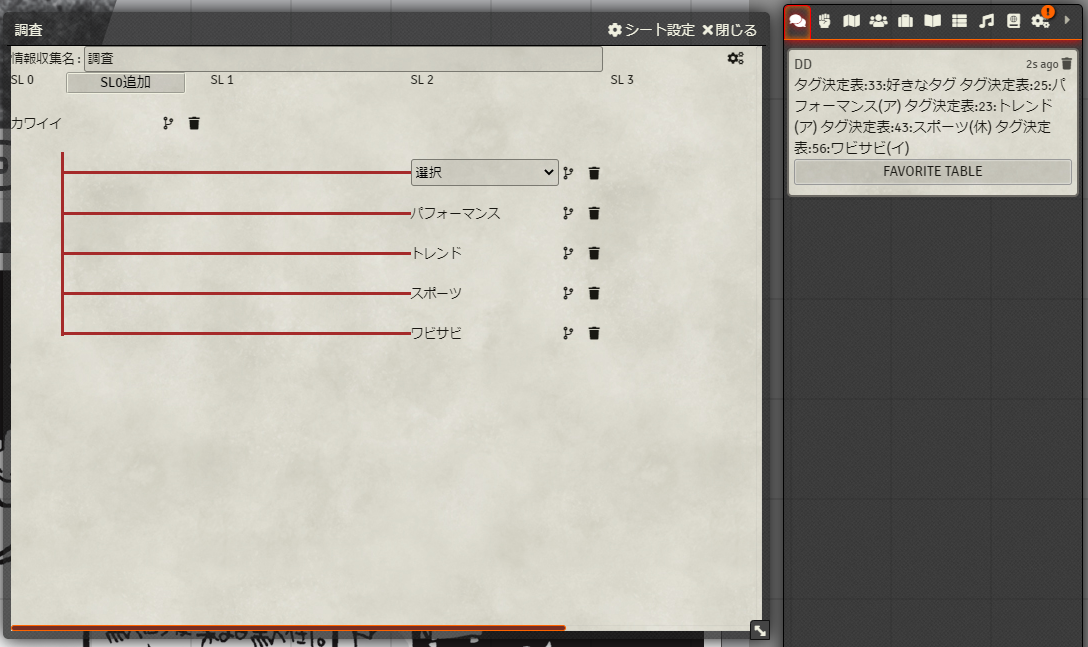 調査
シート設定 閉じる
情報収集名: 調査
SL 0 SL0追加 SL 1 SL 2 SL 3
カワイイ
選択
パフォーマンス
トレンド
スポーツ
ワビサビ
DD 2s ago
タグ決定表:33:好きなタグ タグ決定表:25:パ
フォーマンス(ア) タグ決定表:23:トレンド
(ア) タグ決定表:43:スポーツ(休) タグ決定
表:56:ワビサビ(イ)
FAVORITE TABLE